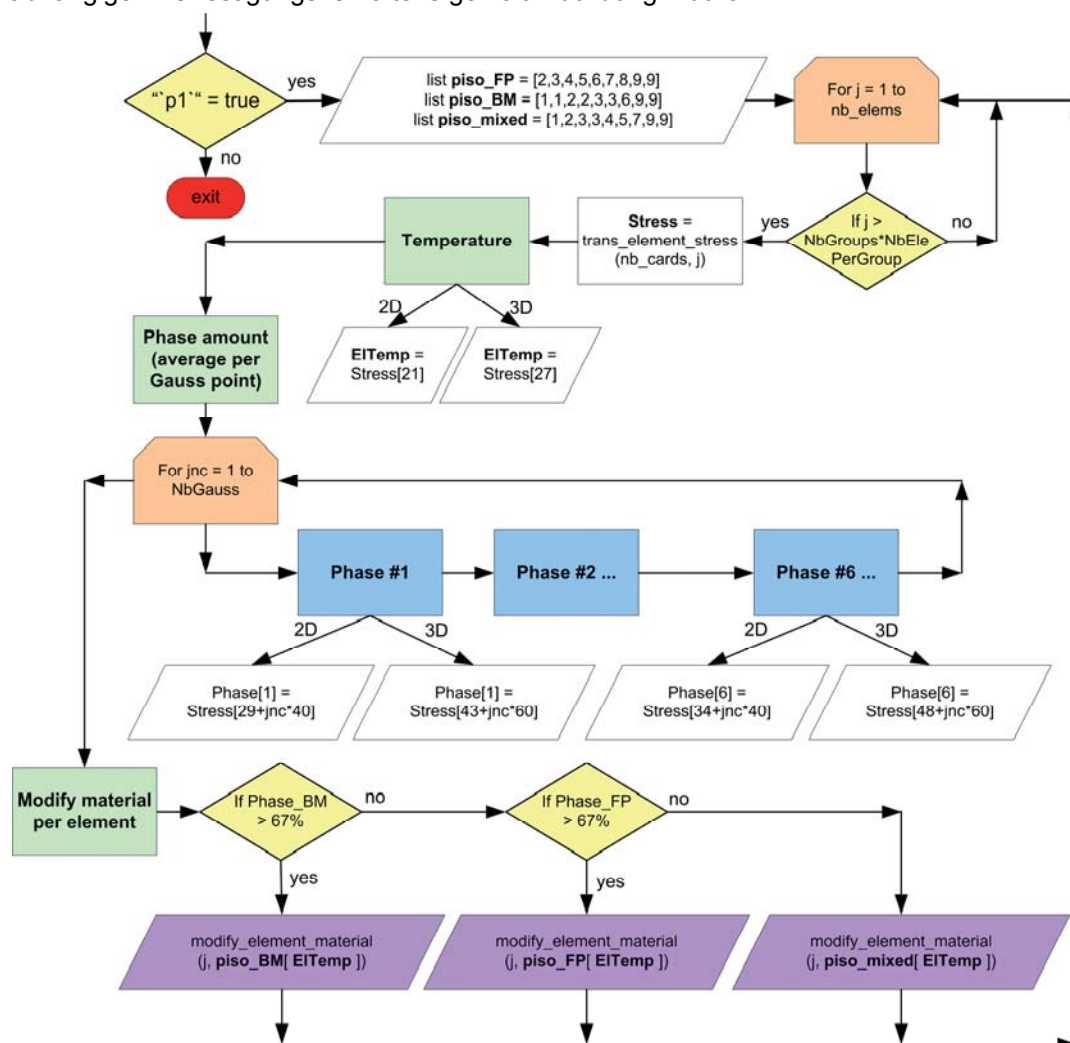 "`p1`" = true
yes
no
exit
list piso_FP = [2,3,4,5,6,7,8,9,9]
list piso_BM = [1,1,2,2,3,3,6,9,9]
list piso_mixed = [1,2,3,3,4,5,7,9,9]
For j = 1 to
nb_elems
If j >
NbGroups*NbEle
PerGroup
no
yes
Stress =
trans_element_stress
(nb_cards, j)
Temperature
2D
3D
ElTemp =
Stress[21]
ElTemp =
Stress[27]
Phase amount
(average per
Gauss point)
For jnc = 1 to
NbGauss
Phase #1
Phase #2 ...
Phase #6 ...
2D
3D
2D
3D
Phase[1] =
Stress[29+jnc*40]
Phase[1] =
Stress[43+jnc*60]
Phase[6] =
Stress[34+jnc*40]
Phase[6] =
Stress[48+jnc*60]
Modify material
per element
If Phase_BM
> 67%
no
If Phase_FP
> 67%
no
yes
yes
modify_element_material
(j, piso_BM[ ElTemp ])
modify_element_material
(j, piso_FP[ ElTemp ])
modify_element_material
(j, piso_mixed[ ElTemp ])